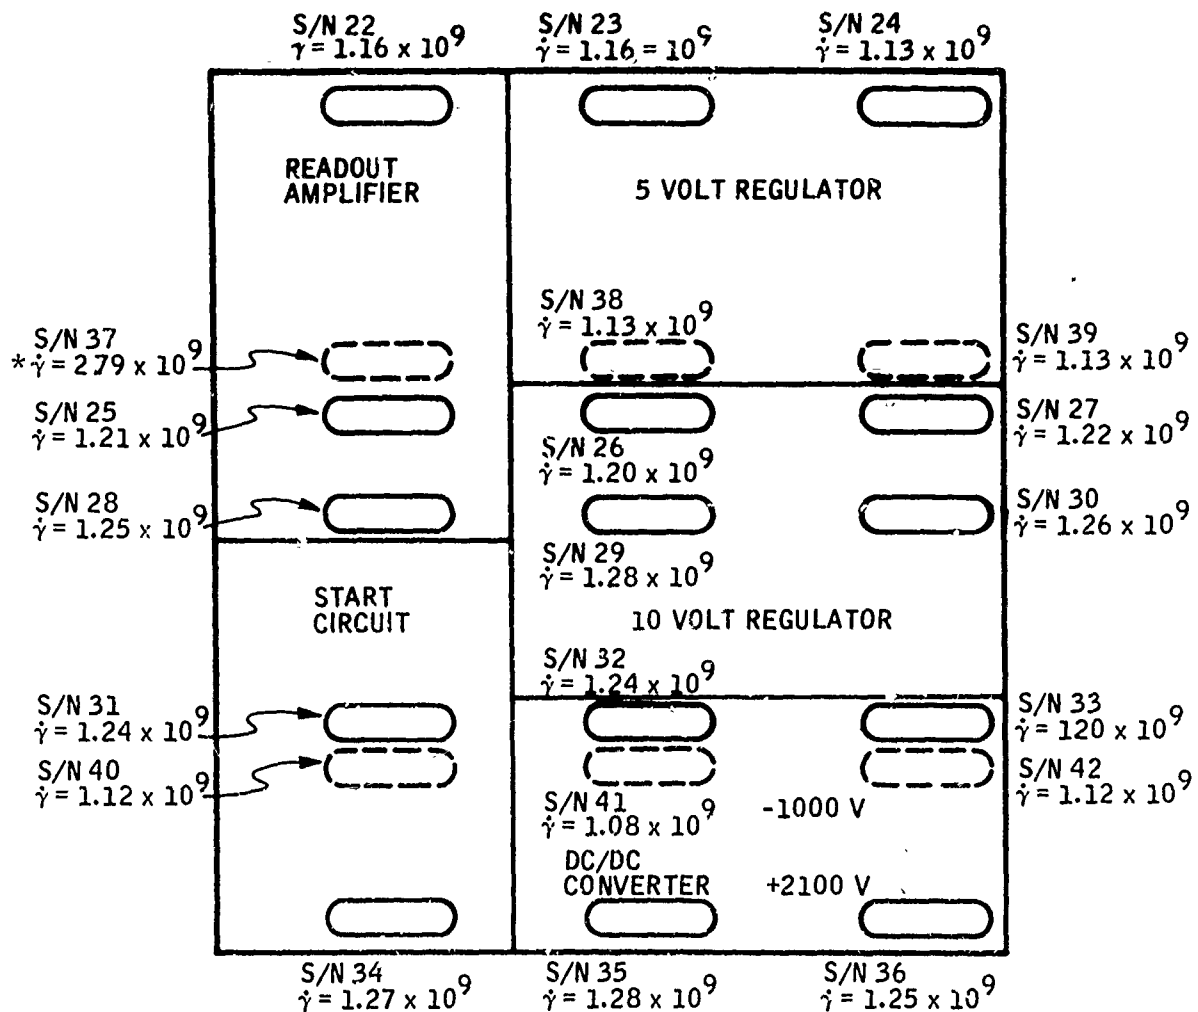 S/N 22
γ = 1.16 x 10⁹
S/N 23
γ̇ = 1.16 = 10⁹
S/N 24
γ̇ = 1.13 x 10⁹
READOUT
AMPLIFIER
5 VOLT REGULATOR
S/N 37
*γ̇ = 2.79 x 10⁹
S/N 38
γ̇ = 1.13 x 10⁹
S/N 39
γ̇ = 1.13 x 10⁹
S/N 25
γ̇ = 1.21 x 10⁹
S/N 26
γ̇ = 1.20 x 10⁹
S/N 27
γ̇ = 1.22 x 10⁹
S/N 28
γ̇ = 1.25 x 10⁹
S/N 29
γ̇ = 1.28 x 10⁹
S/N 30
γ̇ = 1.26 x 10⁹
START
CIRCUIT
10 VOLT REGULATOR
S/N 31
γ̇ = 1.24 x 10⁹
S/N 32
γ̇ = 1.24 x 10⁹
S/N 33
γ̇ = 120 x 10⁹
S/N 40
γ̇ = 1.12 x 10⁹
S/N 41
γ̇ = 1.08 x 10⁹
-1000 V
S/N 42
γ̇ = 1.12 x 10⁹
DC/DC
CONVERTER
+2100 V
S/N 34
γ̇ = 1.27 x 10⁹
S/N 35
γ̇ = 1.28 x 10⁹
S/N 36
γ̇ = 1.25 x 10⁹